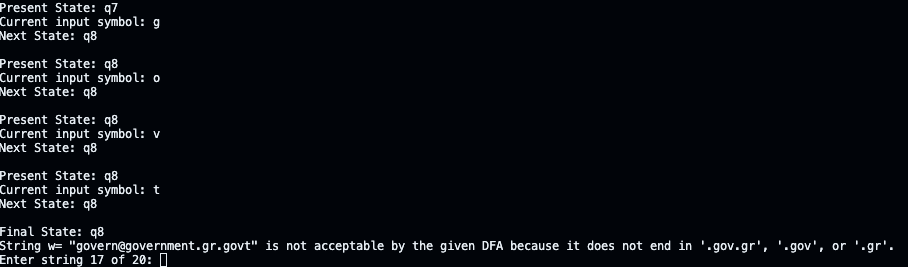 Present State: q7
Current input symbol: g
Next State: q8
Present State: q8
Current input symbol: o
Next State: q8
Present State: q8
Current input symbol: v
Next State: q8
Present State: q8
Current input symbol: t
Next State: q8
Final State: q8
String w= "govern@government.gr.govt" is not acceptable by the given DFA because it does not end in '.gov.gr', '.gov', or '.gr'.
Enter string 17 of 20: